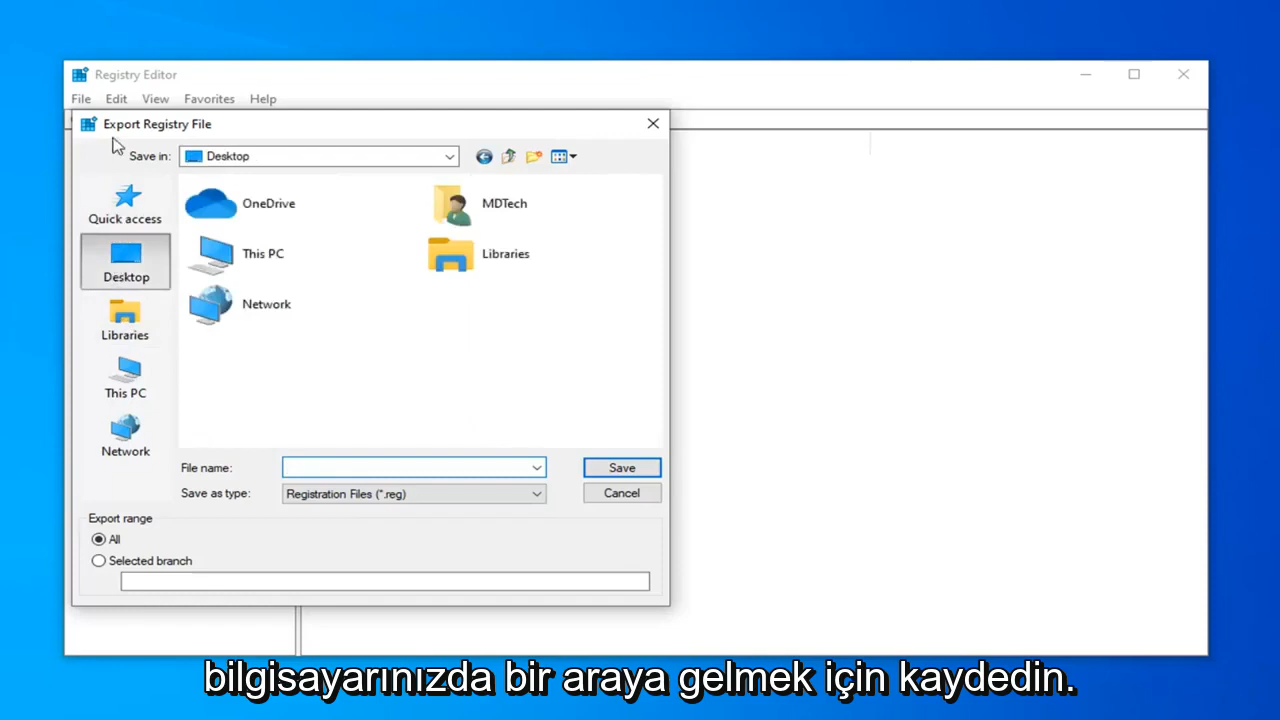 Registry Editor
File Edit View Favorites Help
Export Registry File
Save in: Desktop
Quick access
Desktop
Libraries
This PC
Network
OneDrive MDTech
This PC Libraries
Network
File name: Save
Save as type: Registration Files (*.reg) Cancel
Export range
All
Selected branch
bilgisayarınızda bir araya gelmek için kaydedin.